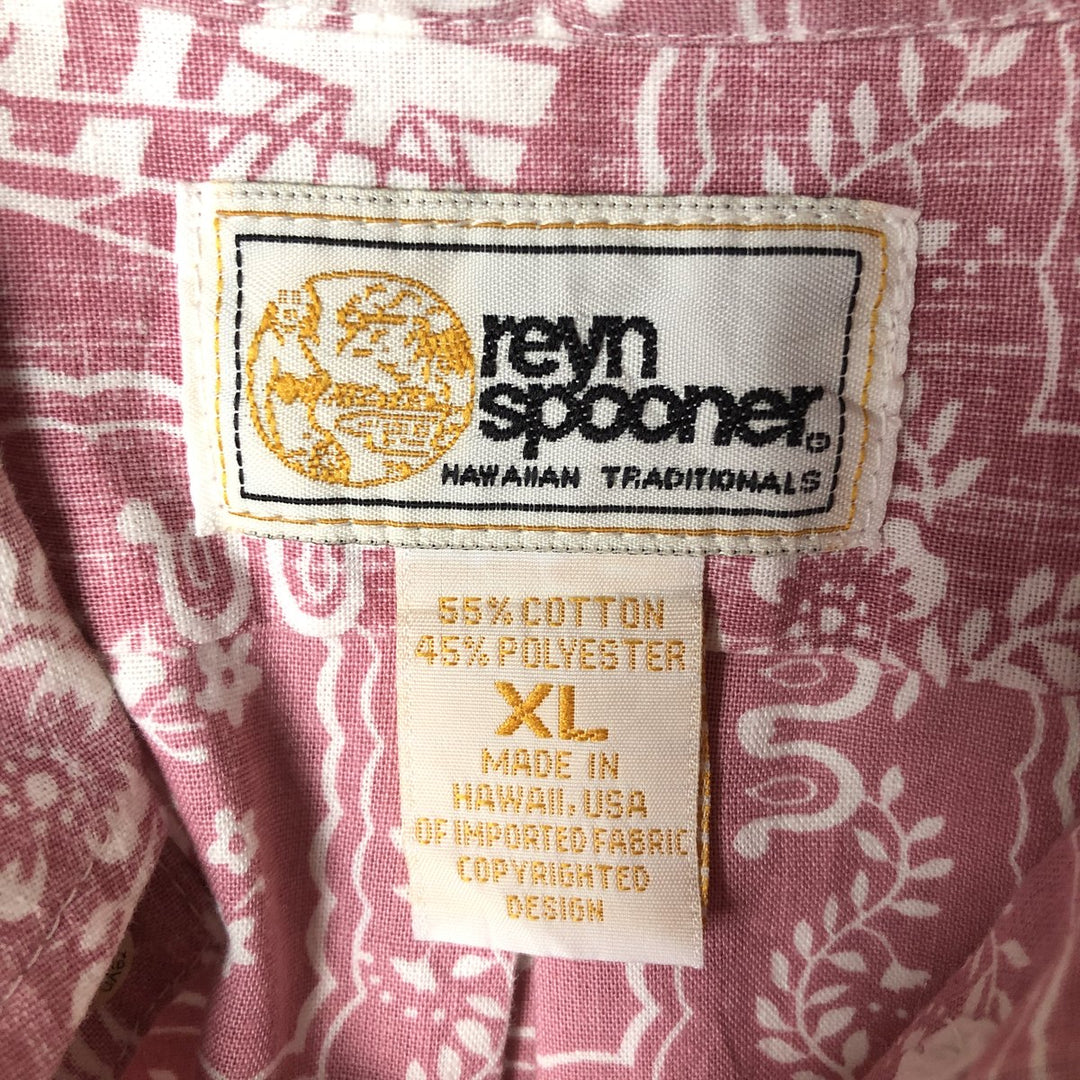 reyn
spooner®
HAWAIIAN TRADITIONALS
55% COTTON
45% POLYESTER
XL
MADE IN
HAWAII, USA
OF IMPORTED FABRIC
COPYRIGHTED
DESIGN